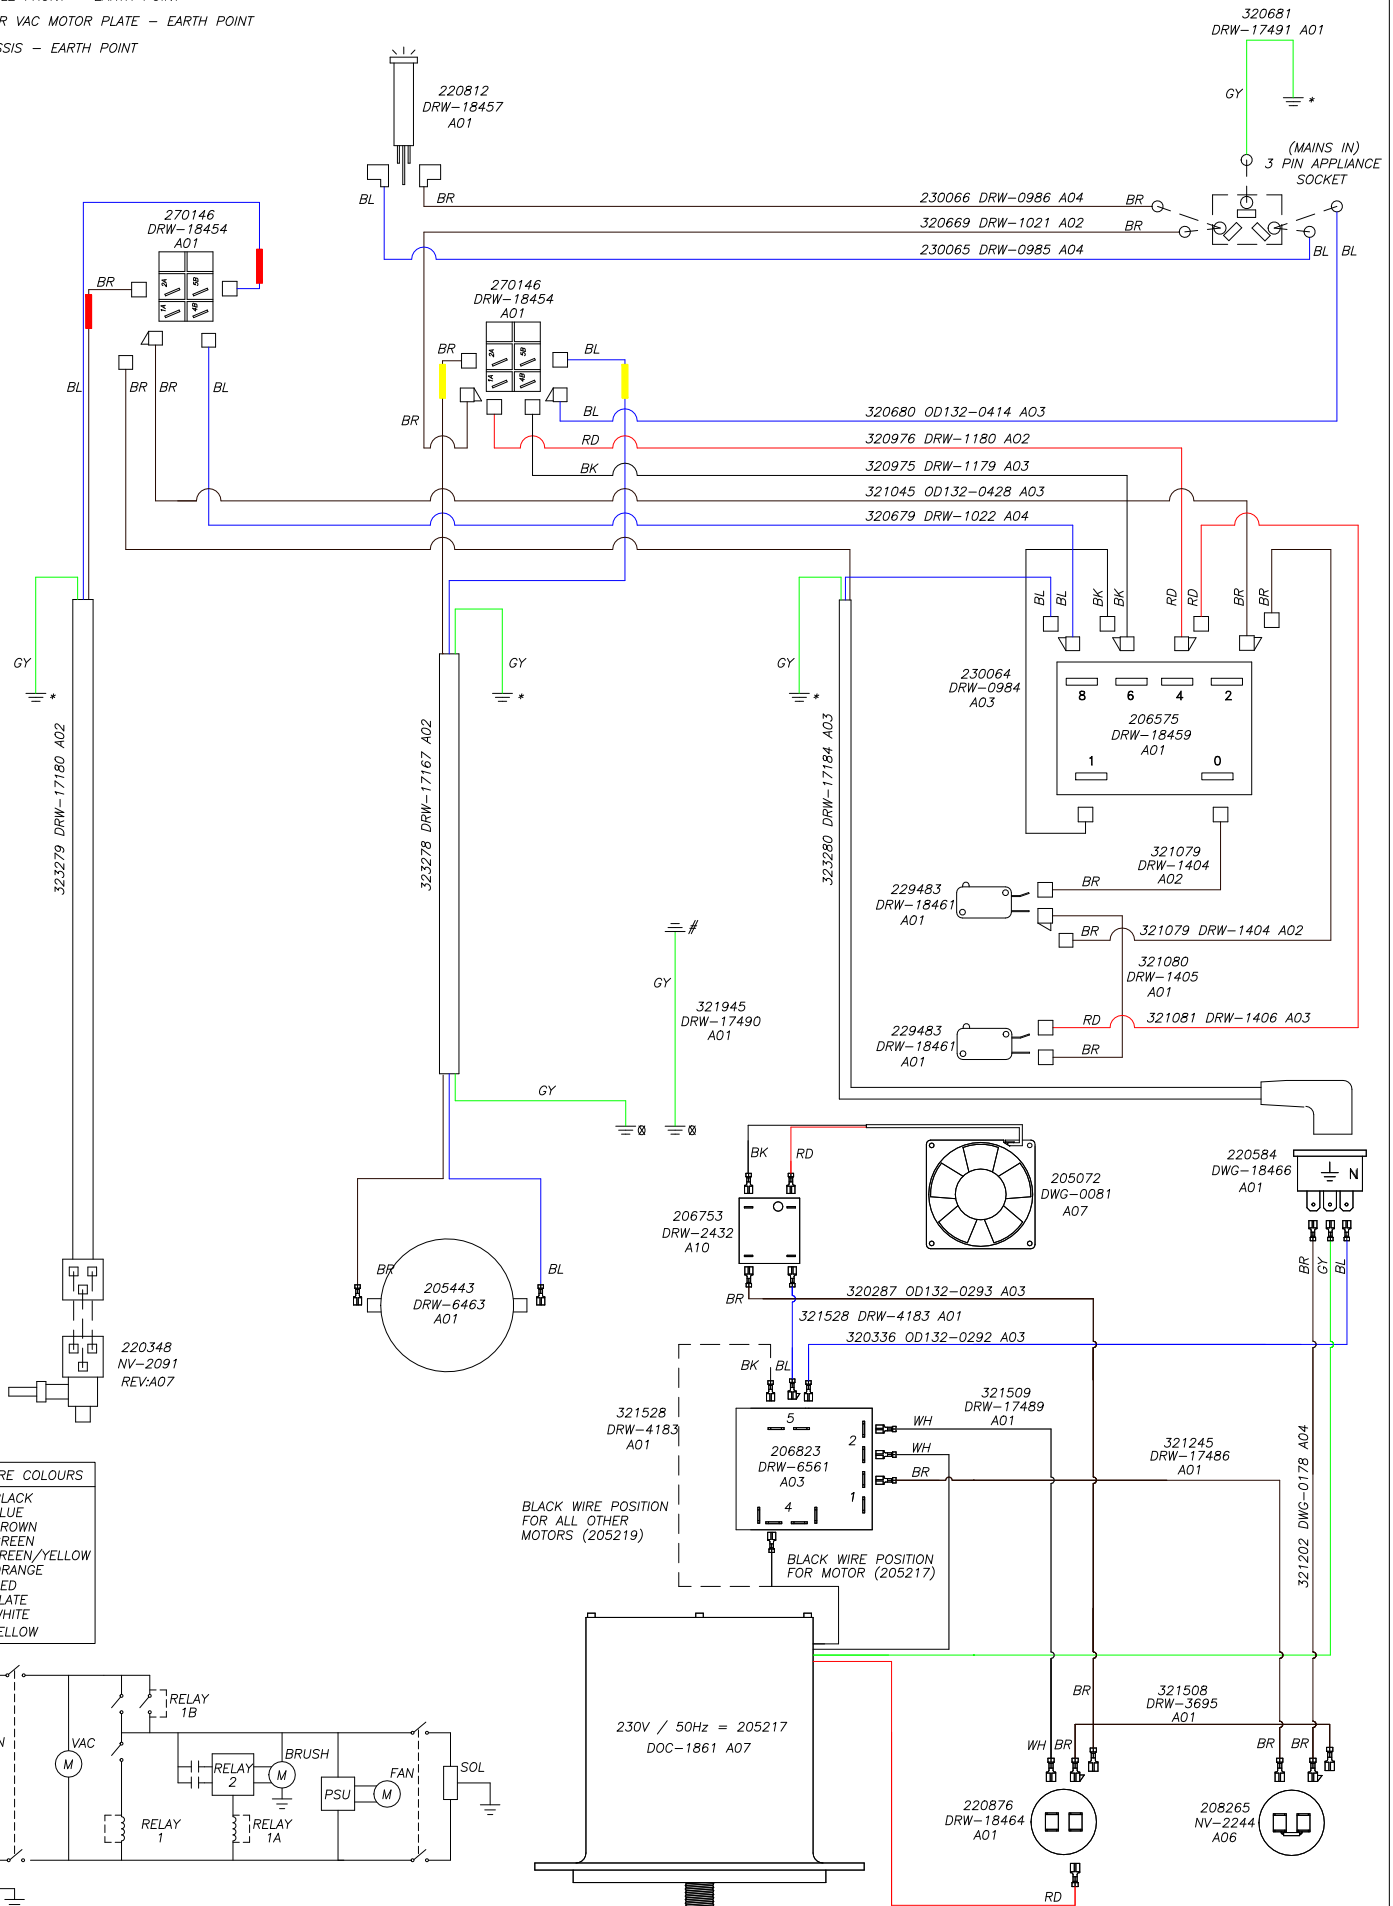 R VAC MOTOR PLATE – EARTH POINT
SSIS – EARTH POINT
320681
DRW-17491 A01
GY
*
220812
DRW-18457
A01
(MAINS IN)
3 PIN APPLIANCE
SOCKET
BL
BR
230066 DRW-0986 A04
BR
320669 DRW-1021 A02
BR
230065 DRW-0985 A04
BL
BL
270146
DRW-18454
A01
BR
2A
5B
1A
4B
270146
DRW-18454
A01
BR
2A
5B
1A
4B
BL
BL
BR
BR
BL
BR
BL
320680 OD132-0414 A03
RD
320976 DRW-1180 A02
BK
320975 DRW-1179 A03
321045 OD132-0428 A03
320679 DRW-1022 A04
BL
BL
BK
BK
RD
RD
BR
BR
GY
*
GY
*
GY
*
230064
DRW-0984
A03
8
6
4
2
206575
DRW-18459
A01
1
0
323279 DRW-17180 A02
323278 DRW-17167 A02
323280 DRW-17184 A03
321079
DRW-1404
A02
BR
229483
DRW-18461
A01
BR
321079 DRW-1404 A02
321080
DRW-1405
A01
#
GY
321945
DRW-17490
A01
RD
321081 DRW-1406 A03
229483
DRW-18461
A01
BR
GY
BK
RD
205072
DWG-0081
A07
220584
DWG-18466
A01
N
206753
DRW-2432
A10
BR
GY
BL
BR
205443
DRW-6463
A01
BL
BR
320287 OD132-0293 A03
321528 DRW-4183 A01
320336 OD132-0292 A03
220348
NV-2091
REV:A07
BK
BL
321528
DRW-4183
A01
321509
DRW-17489
A01
WH
5
2
206823
DRW-6561
A03
WH
BR
1
4
321245
DRW-17486
A01
321202 DWG-0178 A04
BLACK WIRE POSITION
FOR ALL OTHER
MOTORS (205219)
BLACK WIRE POSITION
FOR MOTOR (205217)
RE COLOURS
LACK
LUE
ROWN
REEN
REEN/YELLOW
RANGE
ED
LATE
HITE
ELLOW
230V / 50Hz = 205217
DOC-1861 A07
BR
321508
DRW-3695
A01
WH
BR
BR
BR
220876
DRW-18464
A01
208265
NV-2244
A06
RD
RELAY
1B
N
VAC
M
RELAY
2
BRUSH
M
PSU
FAN
M
SOL
RELAY
1
RELAY
1A